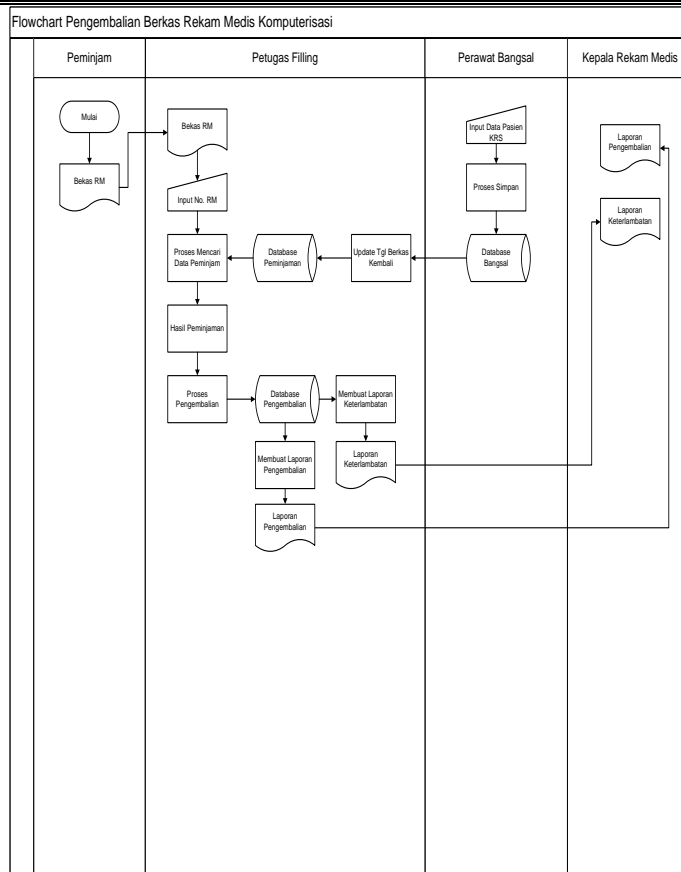 Flowchart Pengembalian Berkas Rekam Medis Komputerisasi
Peminjam
Petugas Filling
Perawat Bangsal
Kepala Rekam Medis
Mulai
Bekas RM
Bekas RM
Input No. RM
Proses Mencari
Data Peminjam
Database
Peminjaman
Update Tgl Berkas
Kembali
Input Data Pasien
KRS
Proses Simpan
Database
Bangsal
Hasil Peminjaman
Proses
Pengembalian
Database
Pengembalian
Membuat Laporan
Keterlambatan
Membuat Laporan
Pengembalian
Laporan
Keterlambatan
Laporan
Pengembalian
Laporan
Pengembalian
Laporan
Keterlambatan